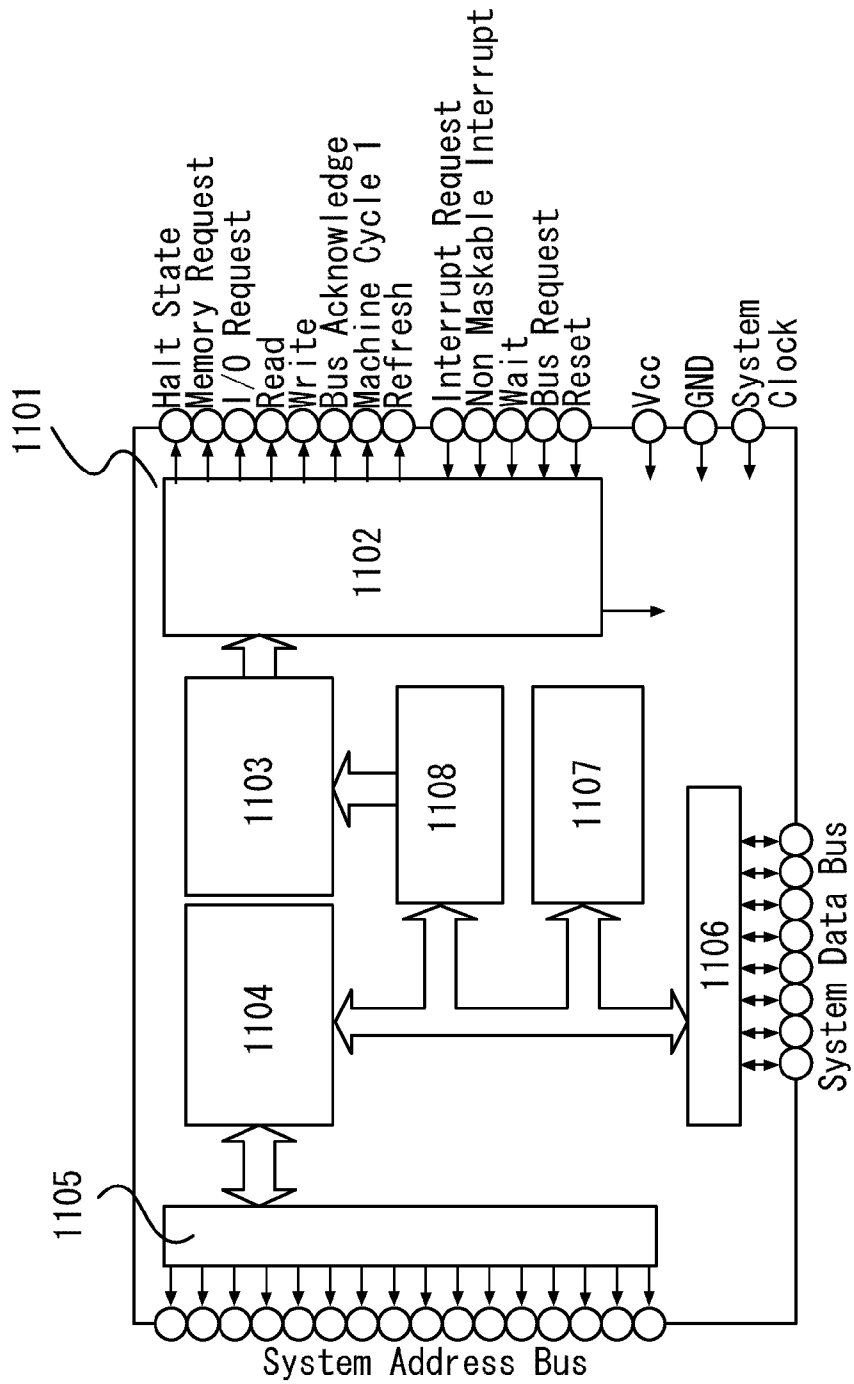 1101
Halt State
Memory Request
I/O Request
Read
Write
Bus Acknowledge
Machine Cycle 1
Refresh
Interrupt Request
Non Maskable Interrupt
Wait
Bus Request
Reset
Vcc
GND
System
Clock
1102
1103
1108
1107
1104
1106
1105
System Data Bus
System Address Bus